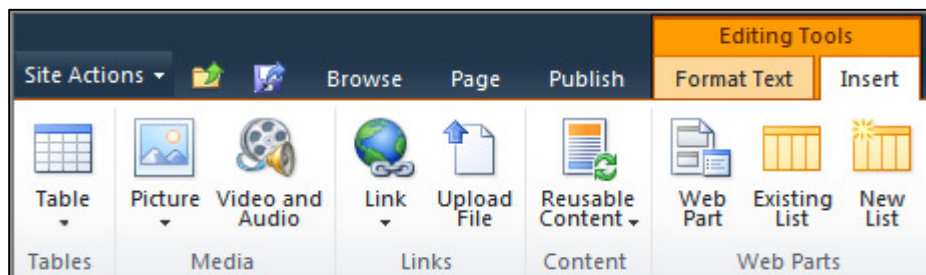 Editing Tools
Site Actions Browse Page Publish Format Text Insert
Table Picture Video and Link Upload Reusable Web Existing New
Audio File Content Part List List
Tables Media Links Content Web Parts